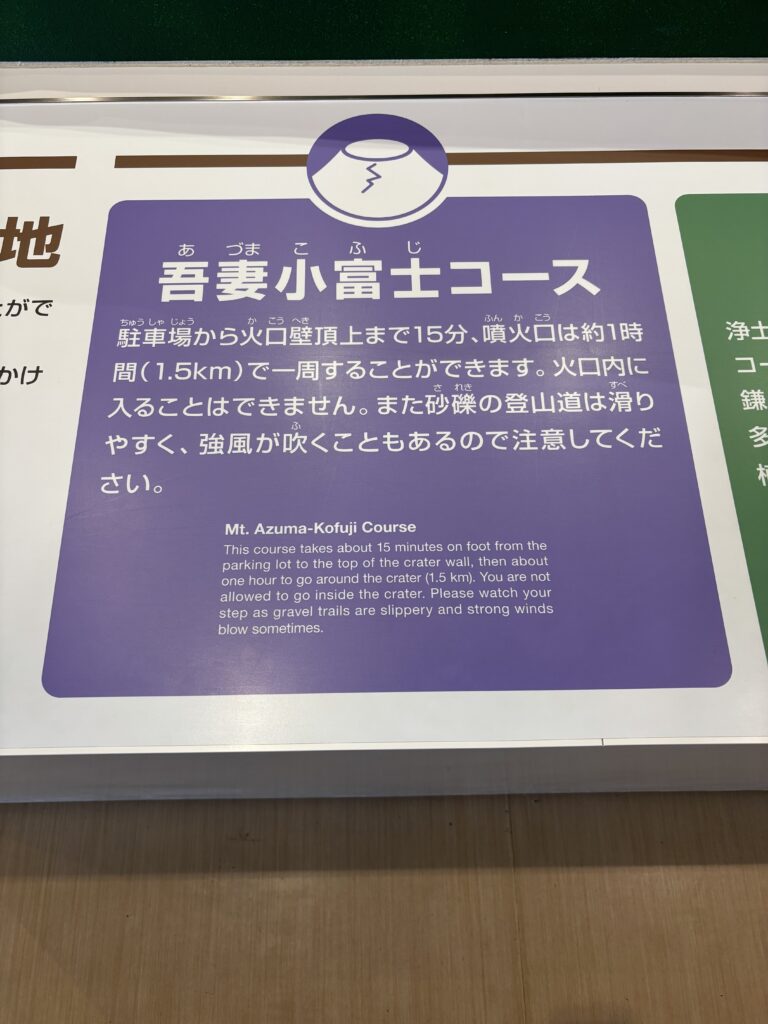 地
がで
かけ
あづまこふじ
吾妻小富士コース
ちゅうしゃじょう かこうへき ふんかこう
駐車場から火口壁頂上まで15分、噴火口は約1時
間(1.5km)で一周することができます。火口内に
されき すべ
入ることはできません。また砂礫の登山道は滑り
ふ
やすく、強風が吹くこともあるので注意してくだ
さい。
Mt. Azuma-Kofuji Course
This course takes about 15 minutes on foot from the
parking lot to the top of the crater wall, then about
one hour to go around the crater (1.5 km). You are not
allowed to go inside the crater. Please watch your
step as gravel trails are slippery and strong winds
blow sometimes.
浄土
コー
鎌
多